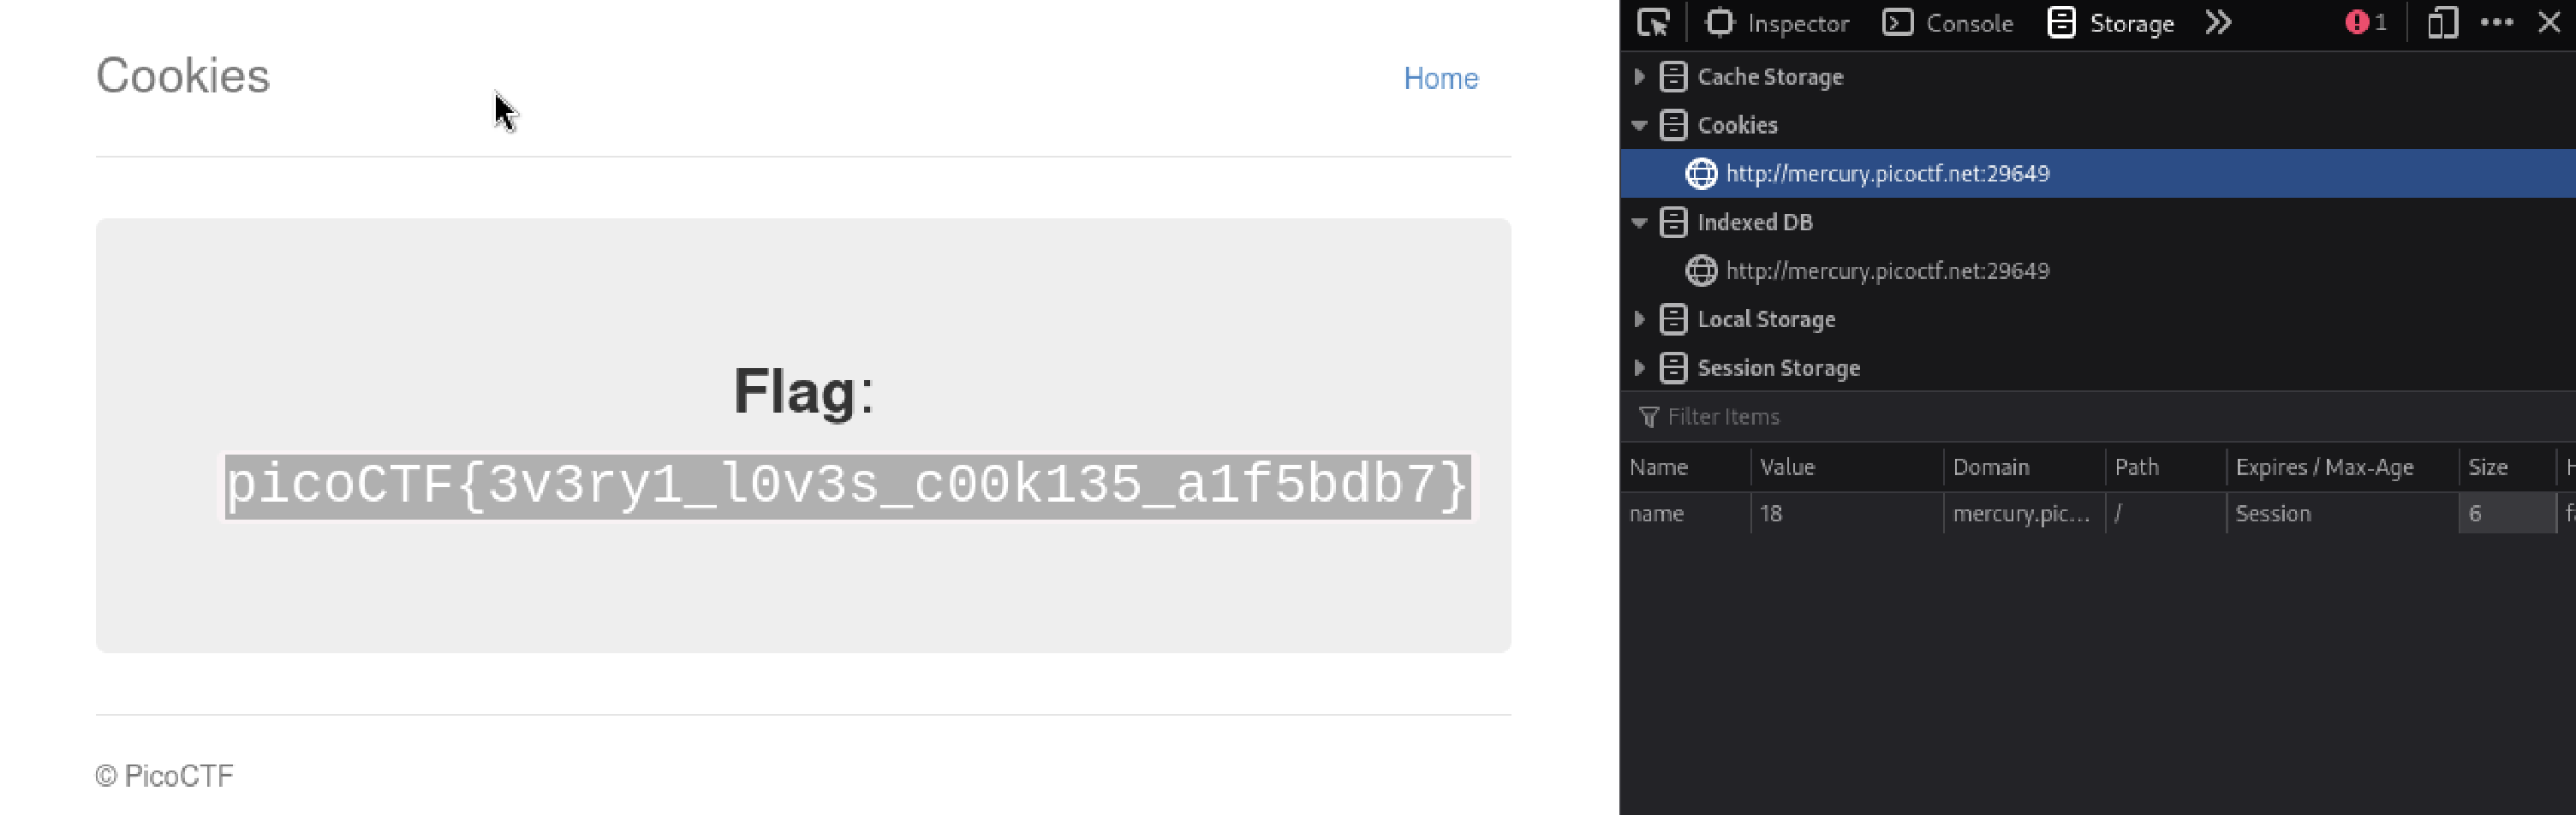 Cookies
Home
Flag:
picoCTF{3v3ry1_l0v3s_c00k135_a1f5bdb7}
© PicoCTF
Inspector Console Storage 1
Cache Storage
Cookies
http://mercury.picoctf.net:29649
Indexed DB
http://mercury.picoctf.net:29649
Local Storage
Session Storage
Filter Items
Name Value Domain Path Expires / Max-Age Size
name 18 mercury.pic... / Session 6